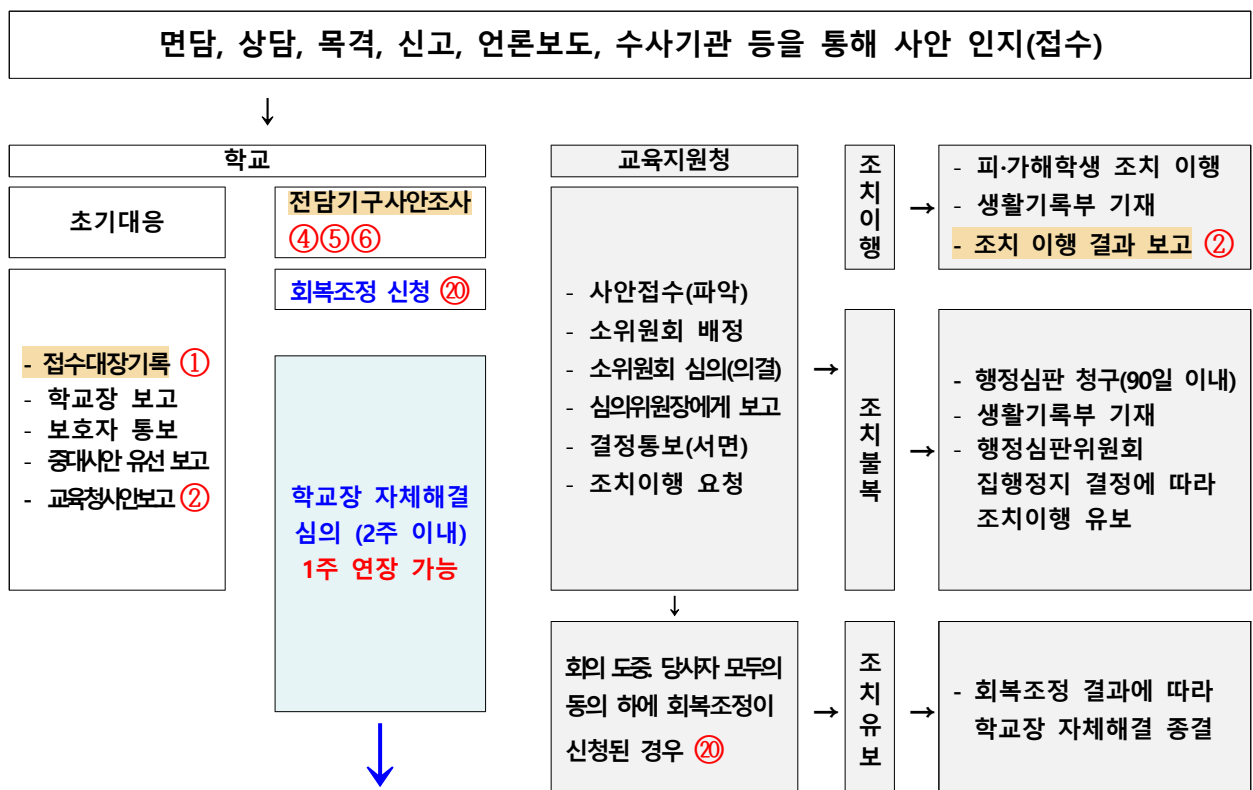 면담, 상담, 목격, 신고, 언론보도, 수사기관 등을 통해 사안 인지(접수)
↓
학교
초기대응
- 접수대장기록 ①
- 학교장 보고
- 보호자 통보
- 중대사안 유선 보고
- 교육청사안보고 ②
전담기구사안조사
④⑤⑥
회복조정 신청 ⑳
학교장 자체해결
심의 (2주 이내)
1주 연장 가능
↓
교육지원청
- 사안접수(파악)
- 소위원회 배정
- 소위원회 심의(의결)
- 심의위원장에게 보고
- 결정통보(서면)
- 조치이행 요청
→
↓
회의 도중 당사자 모두의
동의 하에 회복조정이
신청된 경우 ⑳
→
조
치
이
행
→
- 피·가해학생 조치 이행
- 생활기록부 기재
- 조치 이행 결과 보고 ②
조
치
불
복
→
- 행정심판 청구(90일 이내)
- 생활기록부 기재
- 행정심판위원회
집행정지 결정에 따라
조치이행 유보
조
치
유
보
→
- 회복조정 결과에 따라
학교장 자체해결 종결